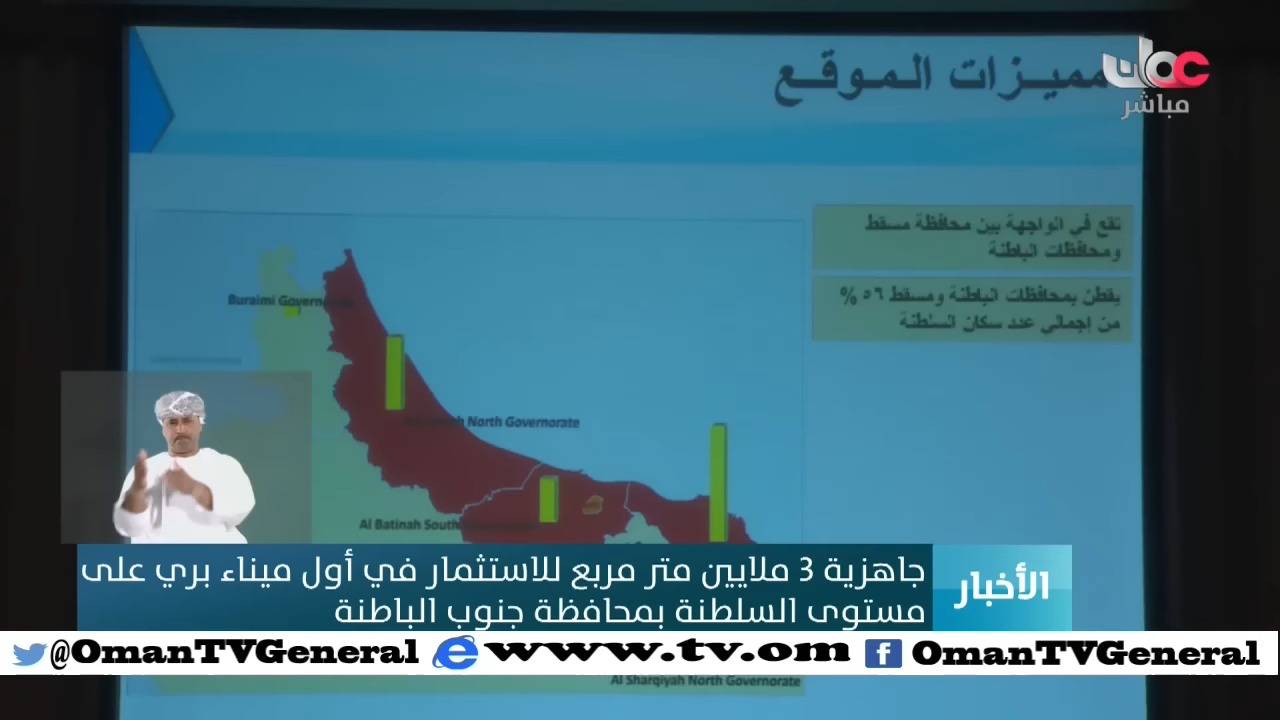 مميزات الموقع
عمان
مباشر
تقع في الواجهة بين محافظة مسقط
ومحافظات الباطنة
يقطن بمحافظات الباطنة ومسقط ٥٦ %
من إجمالي عدد سكان السلطنة
Buraimi Governorate
North Governorate
Al Batinah South
الأخبار
جاهزية 3 ملايين متر مربع للاستثمار في أول ميناء بري على
مستوى السلطنة بمحافظة جنوب الباطنة
@OmanTVGeneral www.tv.om OmanTVGeneral
Al Sharqiyah North Governorate